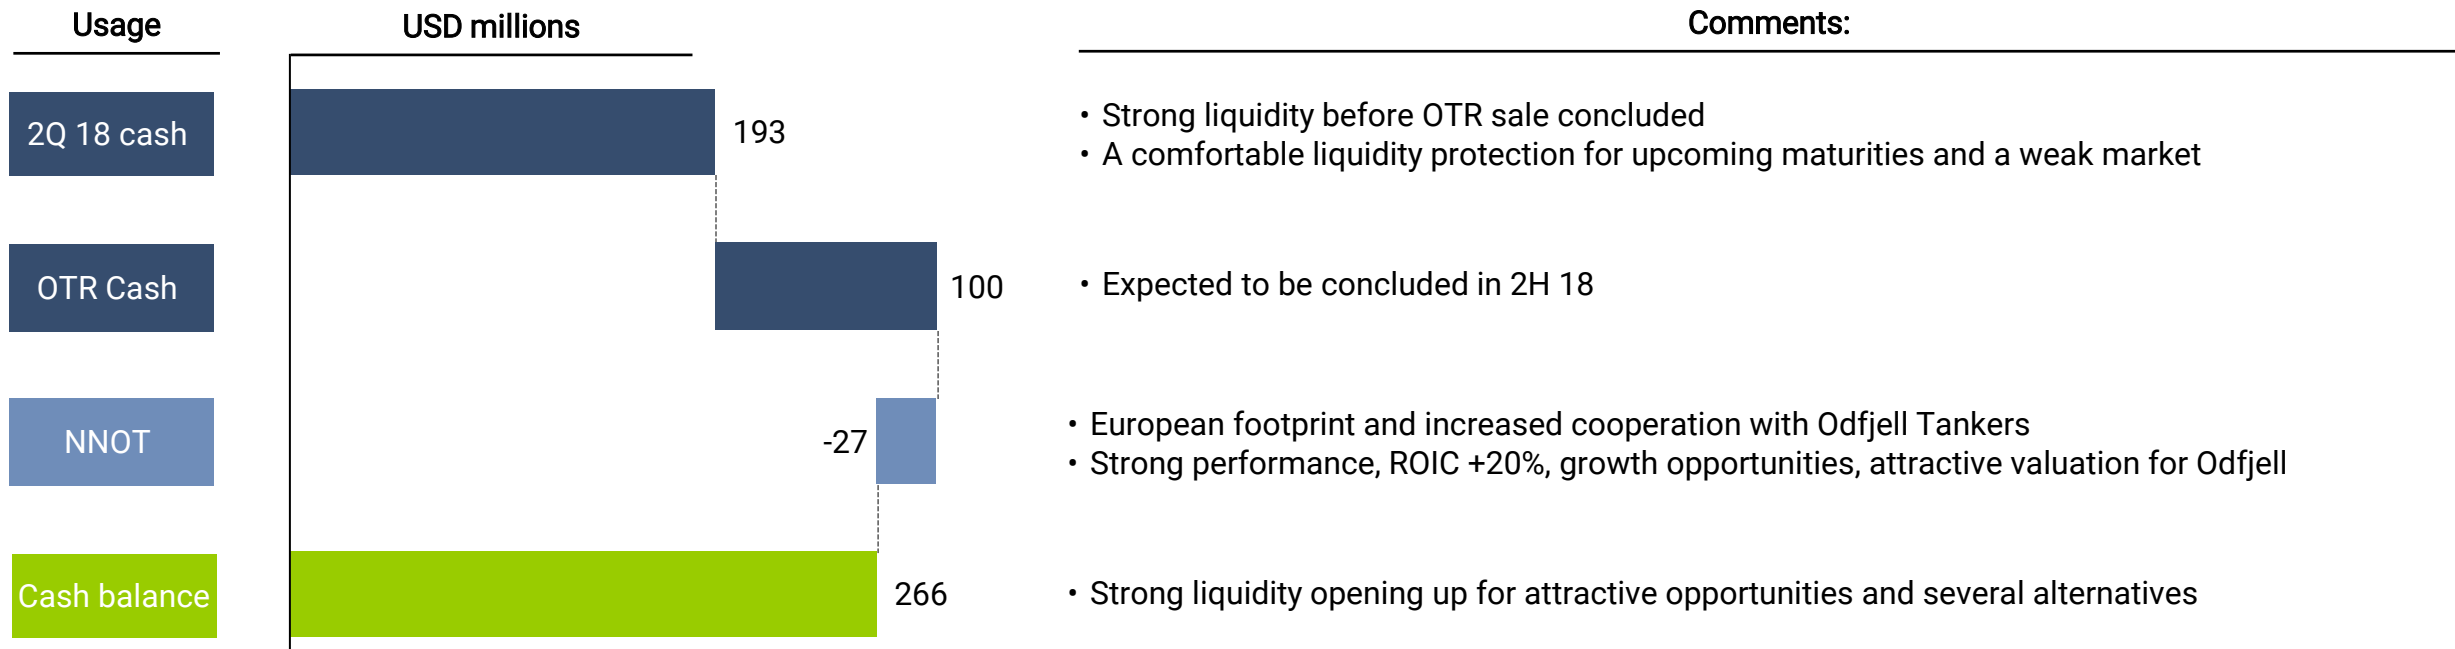 Usage
USD millions
Comments:
2Q 18 cash
193
• Strong liquidity before OTR sale concluded
• A comfortable liquidity protection for upcoming maturities and a weak market
OTR Cash
100
• Expected to be concluded in 2H 18
NNOT
-27
• European footprint and increased cooperation with Odfjell Tankers
• Strong performance, ROIC +20%, growth opportunities, attractive valuation for Odfjell
Cash balance
266
• Strong liquidity opening up for attractive opportunities and several alternatives